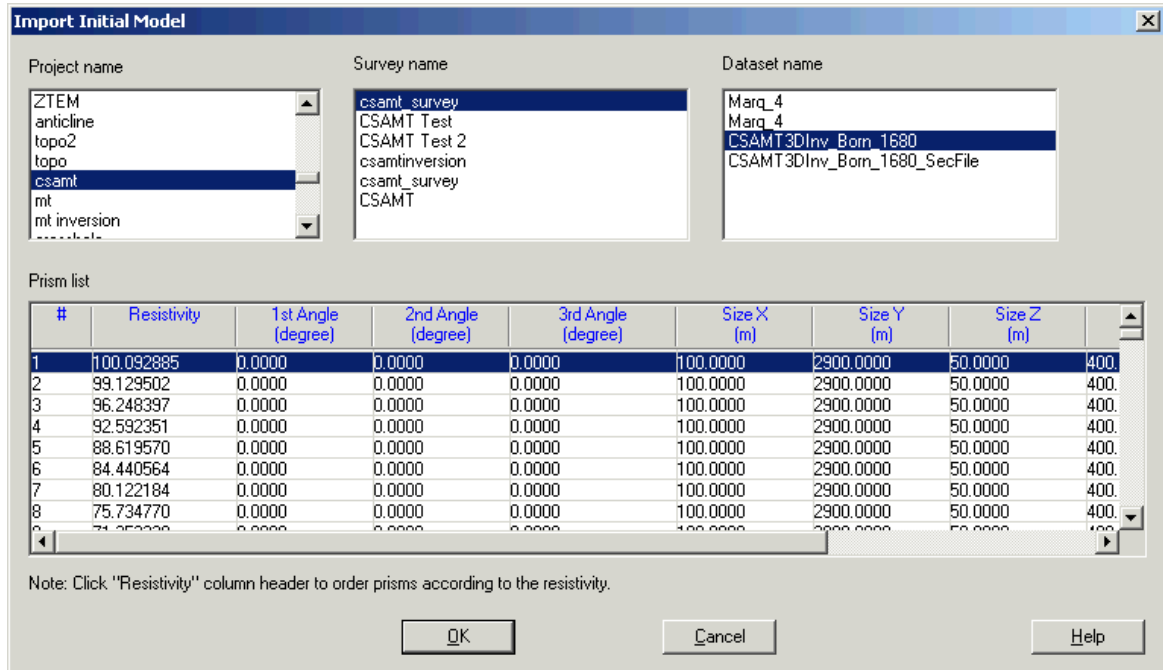 Import Initial Model
Project name
Survey name
Dataset name
ZTEM
anticline
topo2
topo
csamt
mt
mt inversion
csamt_survey
CSAMT Test
CSAMT Test 2
csamtinversion
csamt_survey
CSAMT
Marq_4
Marq_4
CSAMT3DInv_Born_1680
CSAMT3DInv_Born_1680_SecFile
Prism list
# Resistivity 1st Angle (degree) 2nd Angle (degree) 3rd Angle (degree) Size X (m) Size Y (m) Size Z (m)
1 100.092885 0.0000 0.0000 0.0000 100.0000 2900.0000 50.0000 400.
2 99.129502 0.0000 0.0000 0.0000 100.0000 2900.0000 50.0000 400.
3 96.248397 0.0000 0.0000 0.0000 100.0000 2900.0000 50.0000 400.
4 92.592351 0.0000 0.0000 0.0000 100.0000 2900.0000 50.0000 400.
5 88.619570 0.0000 0.0000 0.0000 100.0000 2900.0000 50.0000 400.
6 84.440564 0.0000 0.0000 0.0000 100.0000 2900.0000 50.0000 400.
7 80.122184 0.0000 0.0000 0.0000 100.0000 2900.0000 50.0000 400.
8 75.734770 0.0000 0.0000 0.0000 100.0000 2900.0000 50.0000 400.
Note: Click "Resistivity" column header to order prisms according to the resistivity.
OK
Cancel
Help